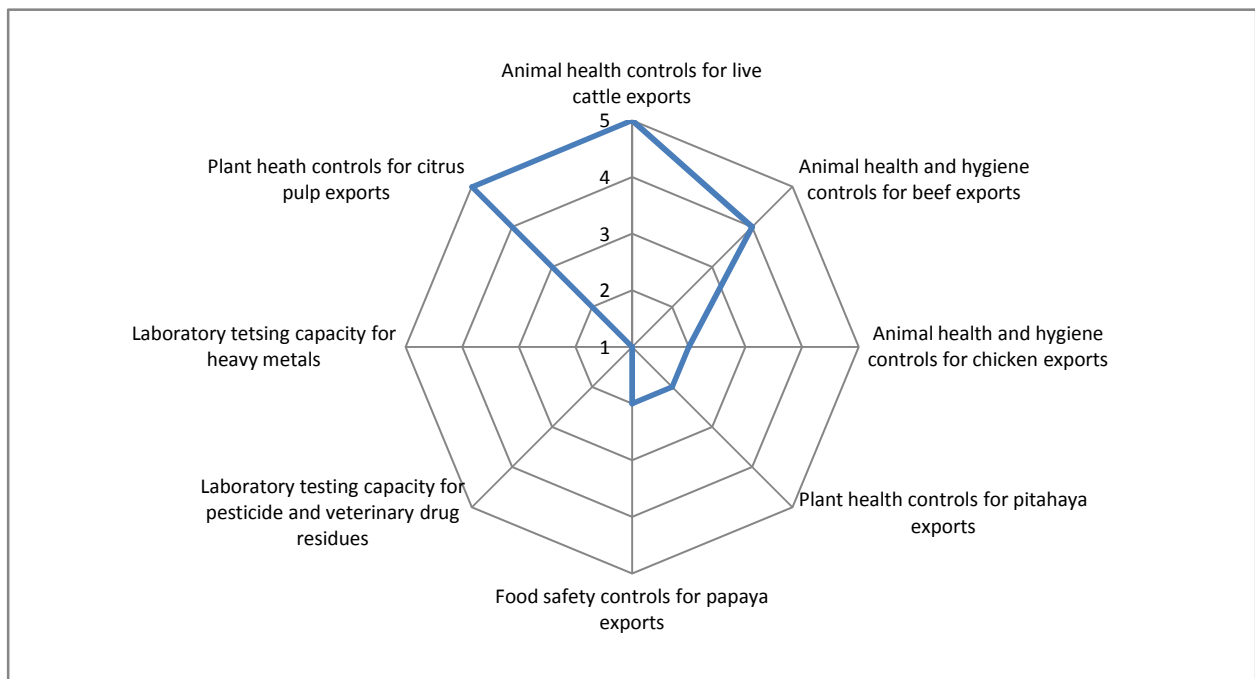 Animal health controls for live
cattle exports
5
4
3
2
1
Animal health and hygiene
controls for beef exports
Animal health and hygiene
controls for chicken exports
Plant health controls for pitahaya
exports
Food safety controls for papaya
exports
Laboratory testing capacity for
pesticide and veterinary drug
residues
Laboratory tetsing capacity for
heavy metals
Plant heath controls for citrus
pulp exports